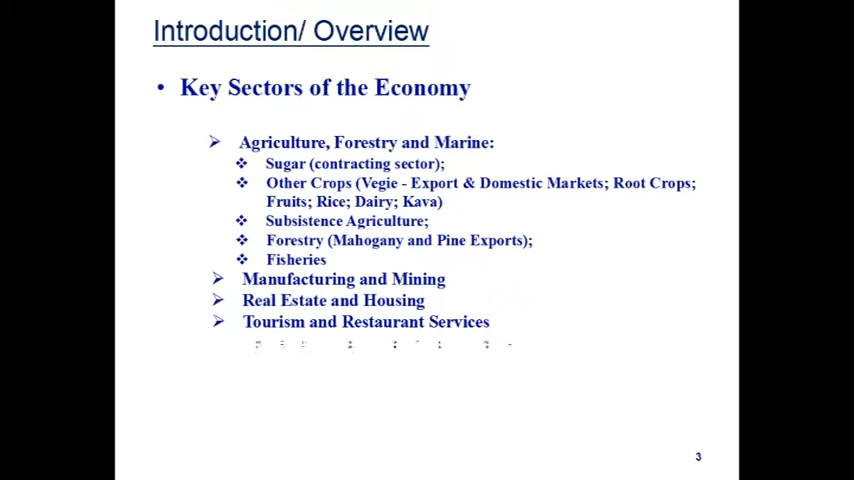 Introduction/ Overview
• Key Sectors of the Economy
➢ Agriculture, Forestry and Marine:
❖ Sugar (contracting sector);
❖ Other Crops (Vegie - Export & Domestic Markets; Root Crops;
Fruits; Rice; Dairy; Kava)
❖ Subsistence Agriculture;
❖ Forestry (Mahogany and Pine Exports);
❖ Fisheries
➢ Manufacturing and Mining
➢ Real Estate and Housing
➢ Tourism and Restaurant Services
3